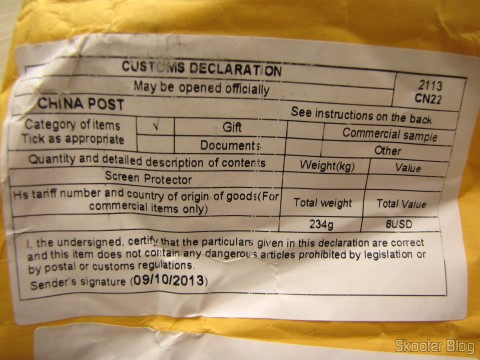 CUSTOMS DECLARATION
May be opened officially
2113
CN22
CHINA POST
See instructions on the back
Category of items
Tick as appropriate
√
Gift
Commercial sample
Documents
Other
Quantity and detailed description of contents
Weight(kg)
Value
Screen Protector
Hs tariff number and country of origin of goods(For
commercial items only)
Total weight
Total Value
234g
8USD
I, the undersigned, certify that the particulars given in this declaration are correct
and this item does not contain any dangerous articles prohibited by legislation or
by postal or customs regulations.
Sender's signature (09/10/2013)
Skooter Blog